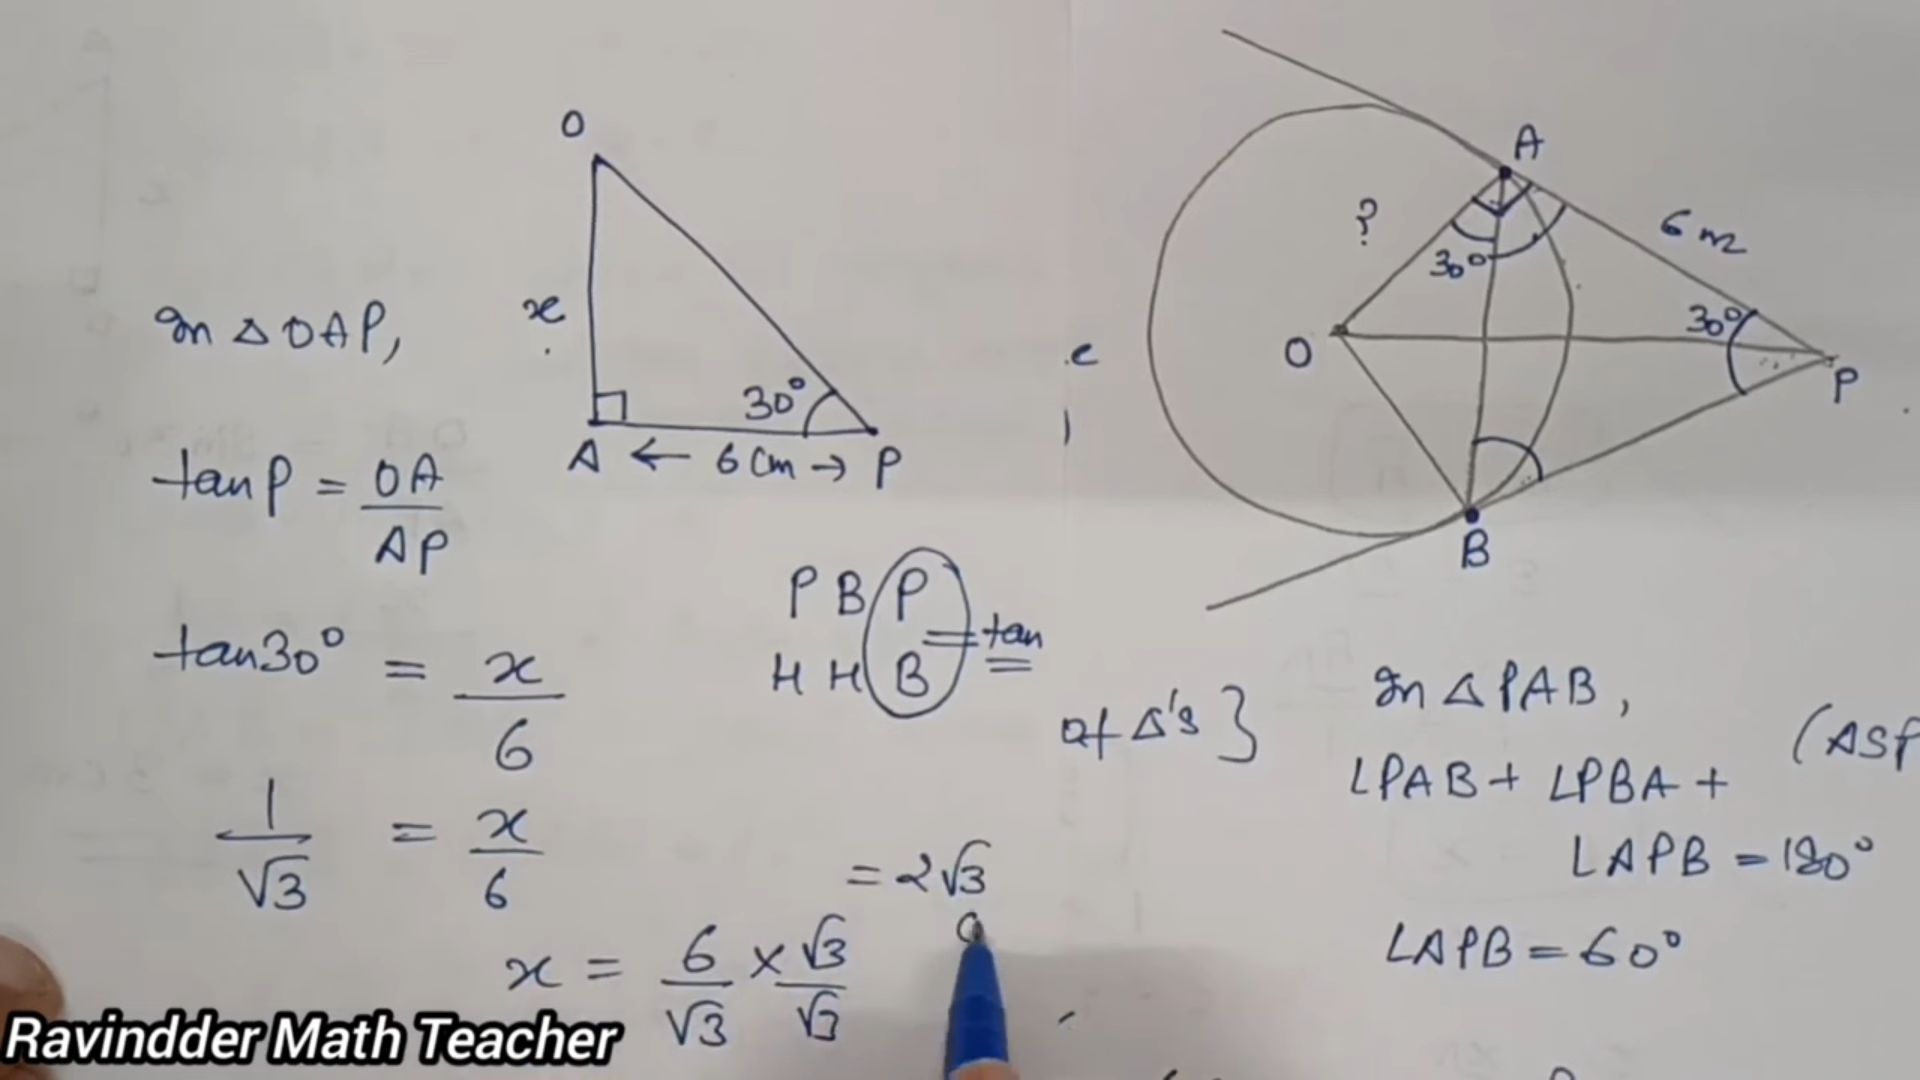 O
x
30°
A ← 6 cm → P
In △OAP,
tan P = OA/AP
tan30° = x/6
1/√3 = x/6
x = 6/√3 × √3/√3
= 2√3
P B P
H H B
= tan
A
?
6 m
30°
30°
O
P
B
of △'s }
In △PAB,
∠PAB + ∠PBA +
∠APB = 180°
(ASP
∠APB = 60°
Ravindder Math Teacher